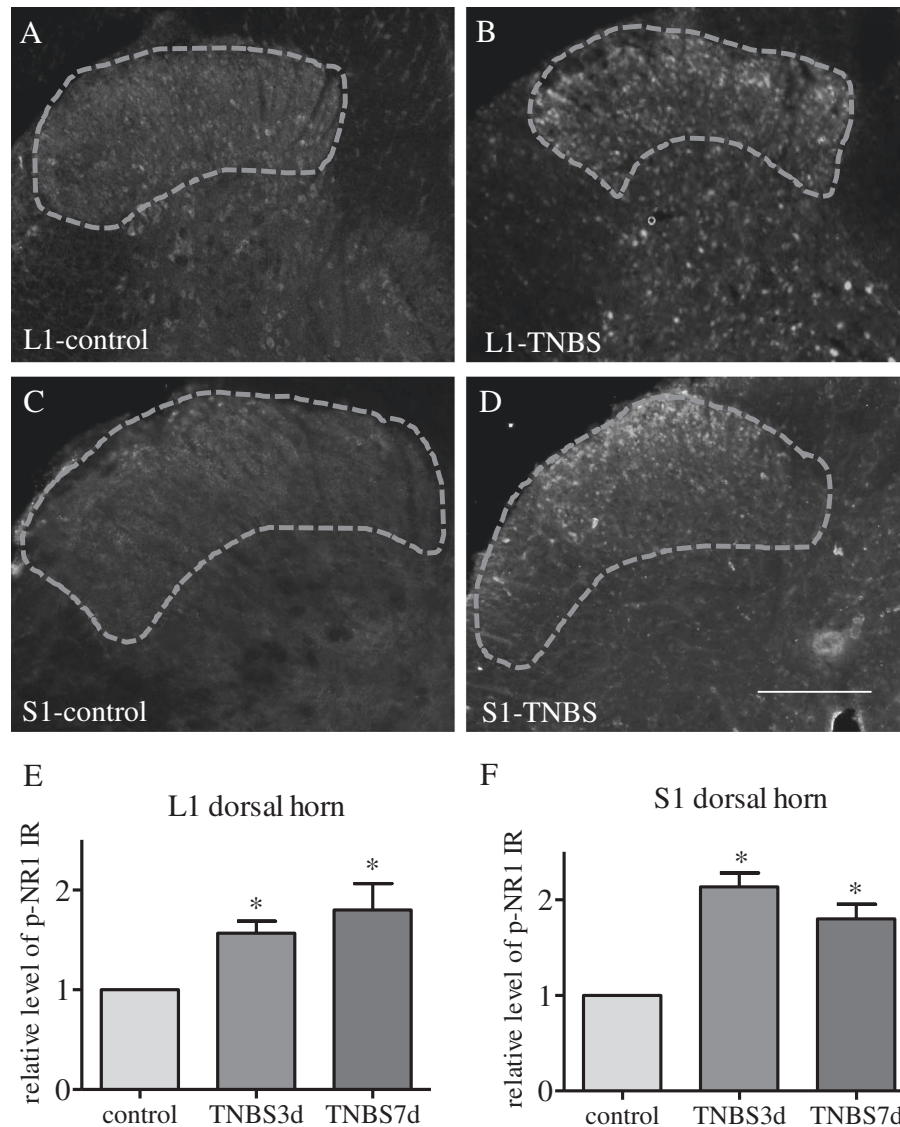 A
L1-control
B
L1-TNBS
C
S1-control
D
S1-TNBS
E
L1 dorsal horn
relative level of p-NR1 IR
2
1
0
*
*
control
TNBS3d
TNBS7d
F
S1 dorsal horn
relative level of p-NR1 IR
2
1
0
*
*
control
TNBS3d
TNBS7d